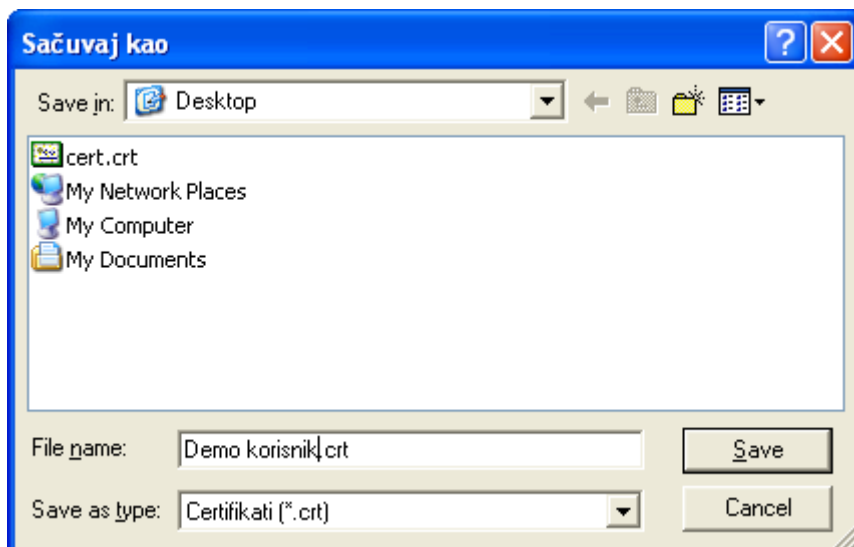 Sačuvaj kao
Save in: Desktop
cert.crt
My Network Places
My Computer
My Documents
File name: Demo korisnik.crt Save
Save as type: Certifikati (*.crt) Cancel